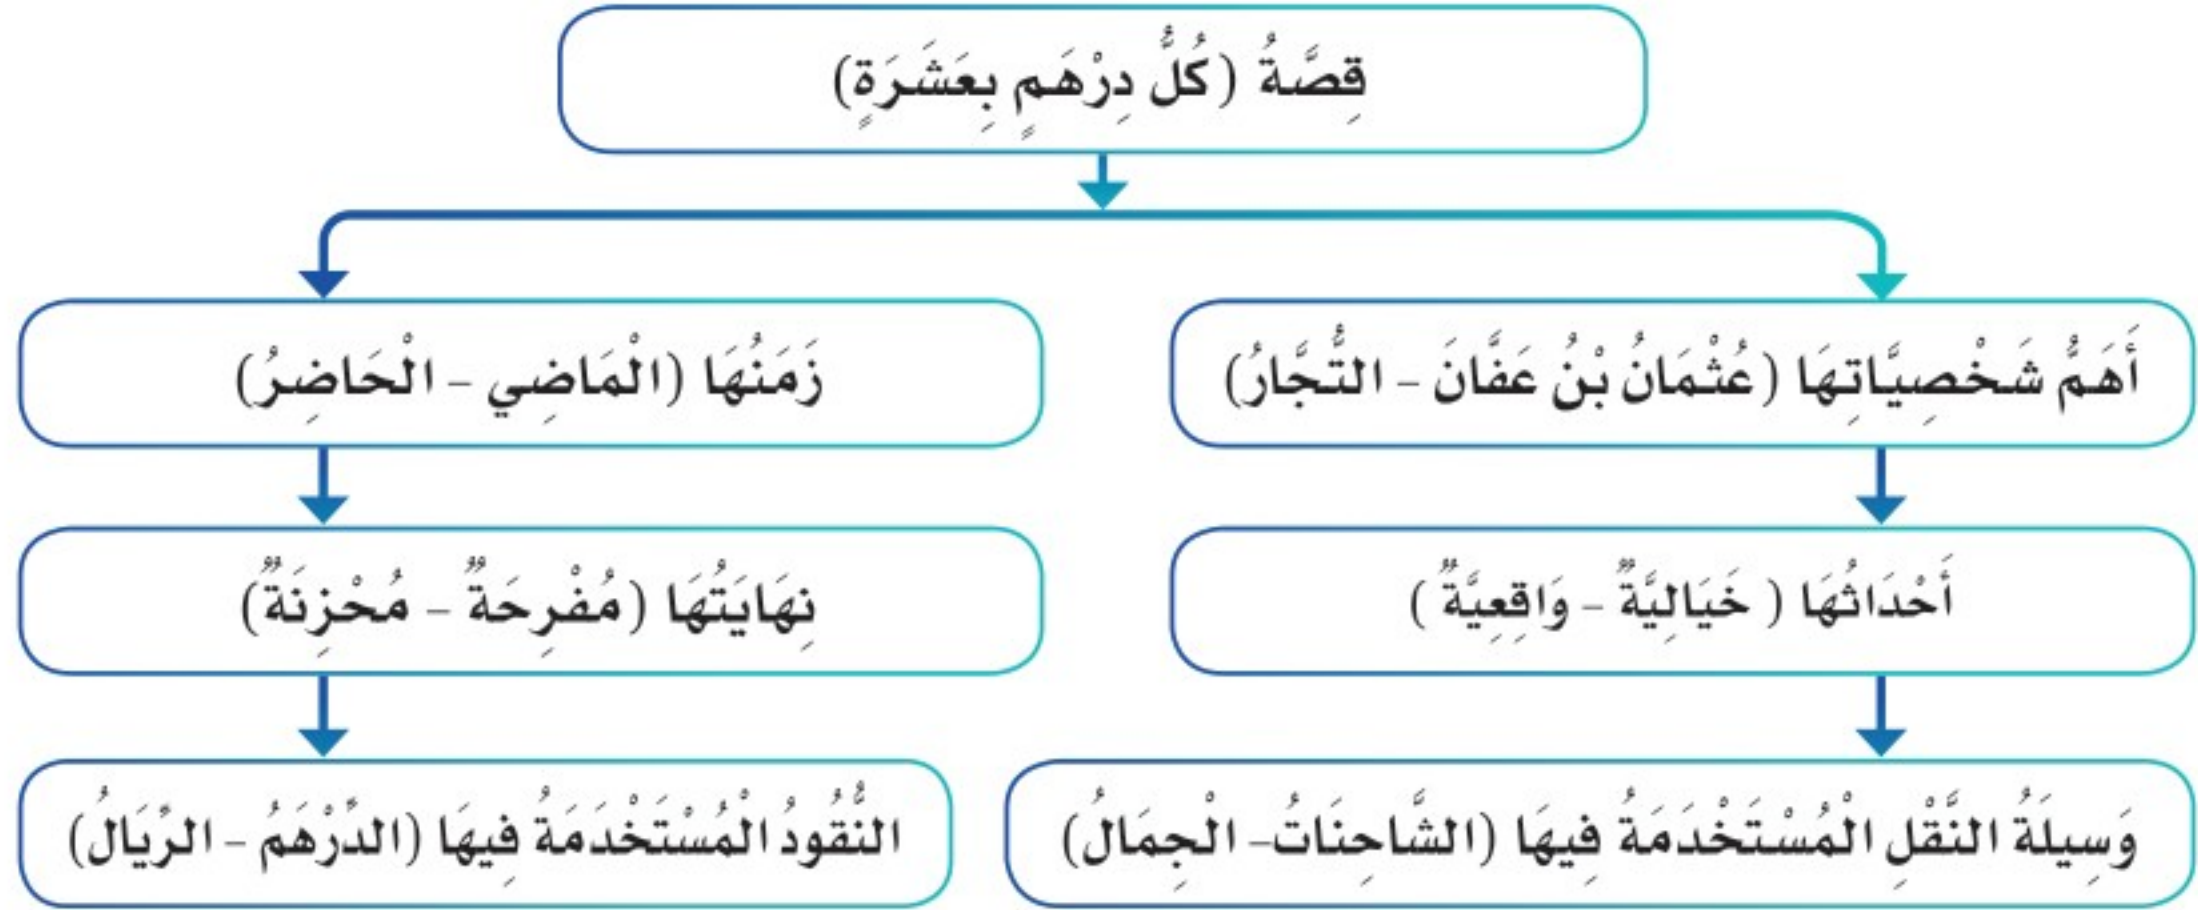 قِصَّةُ (كُلُّ دِرْهَمٍ بِعَشَرَةٍ)
أَهَمُّ شَخْصِيَّاتِهَا (عُثْمَانُ بْنُ عَفَّانَ – التُّجَّارُ)
زَمَنُهَا (الْمَاضِي – الْحَاضِرُ)
أَحْدَاثُهَا ( خَيَالِيَّةٌ – وَاقِعِيَّةٌ )
نِهَايَتُهَا (مُفْرِحَةٌ – مُحْزِنَةٌ)
وَسِيلَةُ النَّقْلِ الْمُسْتَخْدَمَةُ فِيهَا (الشَّاحِنَاتُ– الْجِمَالُ)
النُّقُودُ الْمُسْتَخْدَمَةُ فِيهَا (الدِّرْهَمُ – الرِّيَالُ)